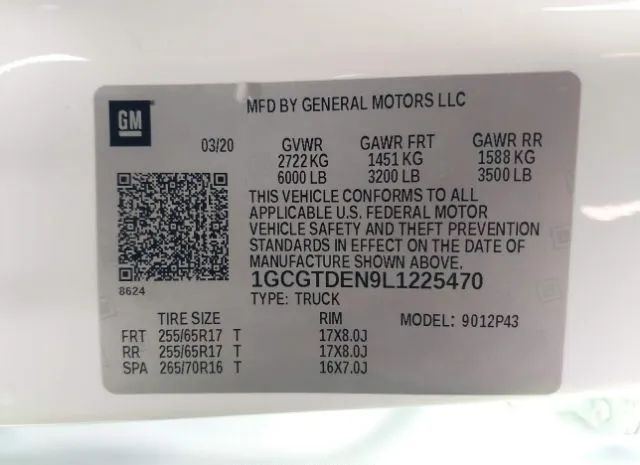 MFD BY GENERAL MOTORS LLC
GM
03/20 GVWR GAWR FRT GAWR RR
2722 KG 1451 KG 1588 KG
6000 LB 3200 LB 3500 LB
THIS VEHICLE CONFORMS TO ALL
APPLICABLE U.S. FEDERAL MOTOR
VEHICLE SAFETY AND THEFT PREVENTION
STANDARDS IN EFFECT ON THE DATE OF
MANUFACTURE SHOWN ABOVE.
8624
1GCGTDEN9L1225470
TYPE: TRUCK
TIRE SIZE RIM MODEL: 9012P43
FRT 255/65R17 T 17X8.0J
RR 255/65R17 T 17X8.0J
SPA 265/70R16 T 16X7.0J